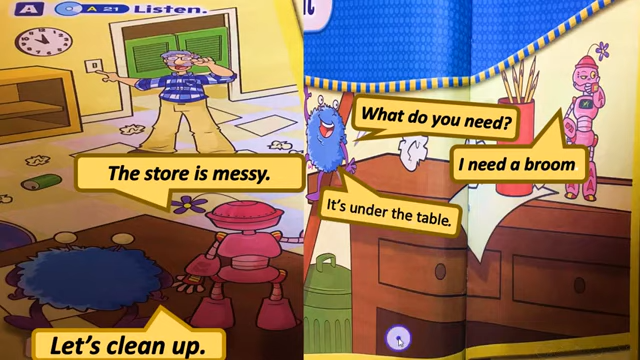 A A 21 Listen.
The store is messy.
Let's clean up.
What do you need?
I need a broom
It's under the table.